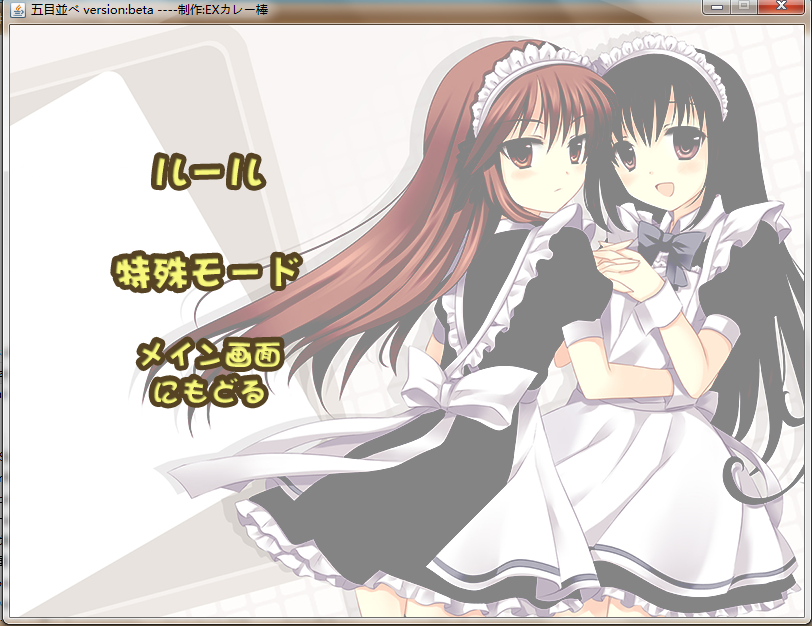 五目並べ version:beta ----制作:EXカレー棒
ルール
特殊モード
メイン画面
にもどる